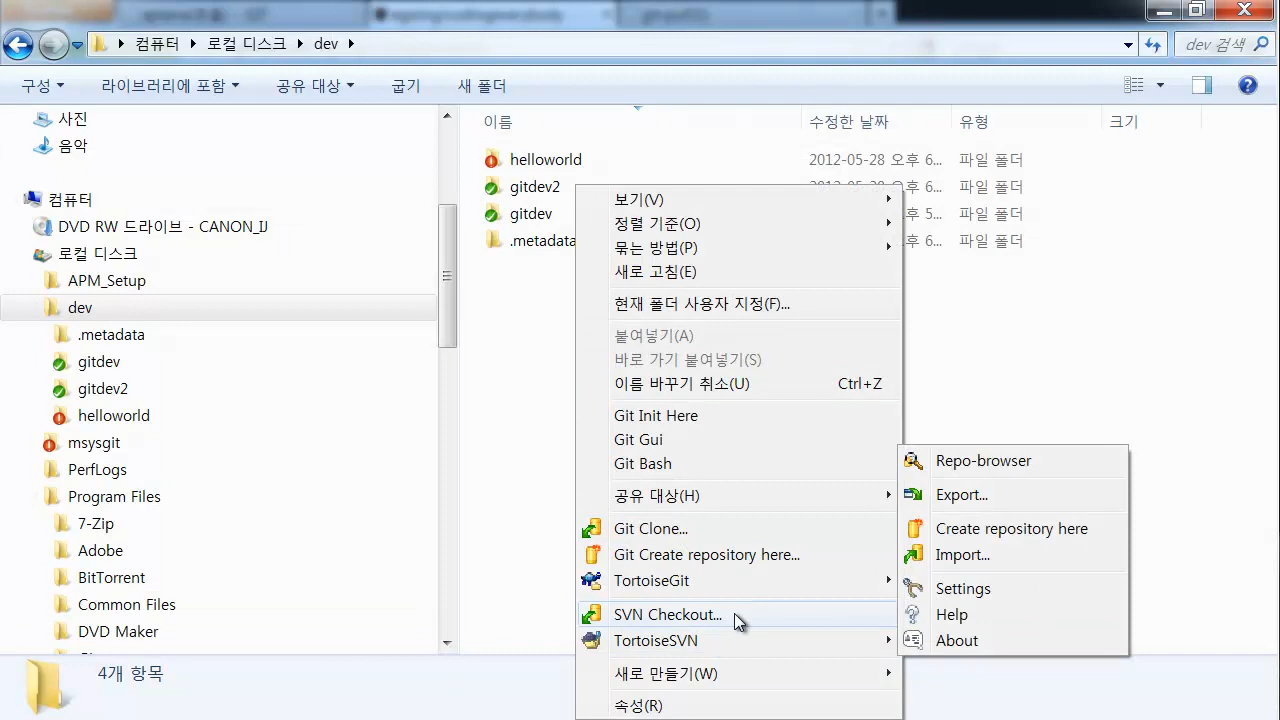 컴퓨터 로컬 디스크 dev
dev 검색
구성 라이브러리에 포함 공유 대상 굽기 새 폴더
사진
음악
컴퓨터
DVD RW 드라이브 - CANON_IJ
로컬 디스크
APM_Setup
dev
.metadata
gitdev
gitdev2
helloworld
msysgit
PerfLogs
Program Files
7-Zip
Adobe
BitTorrent
Common Files
DVD Maker
이름 수정한 날짜 유형 크기
helloworld 2012-05-28 오후 6... 파일 폴더
gitdev2 파일 폴더
gitdev 후 5... 파일 폴더
.metadata 후 6... 파일 폴더
보기(V)
정렬 기준(O)
묶는 방법(P)
새로 고침(E)
현재 폴더 사용자 지정(F)...
붙여넣기(A)
바로 가기 붙여넣기(S)
이름 바꾸기 취소(U) Ctrl+Z
Git Init Here
Git Gui
Git Bash
공유 대상(H)
Git Clone...
Git Create repository here...
TortoiseGit
SVN Checkout...
TortoiseSVN
새로 만들기(W)
속성(R)
Repo-browser
Export...
Create repository here
Import...
Settings
Help
About
4개 항목